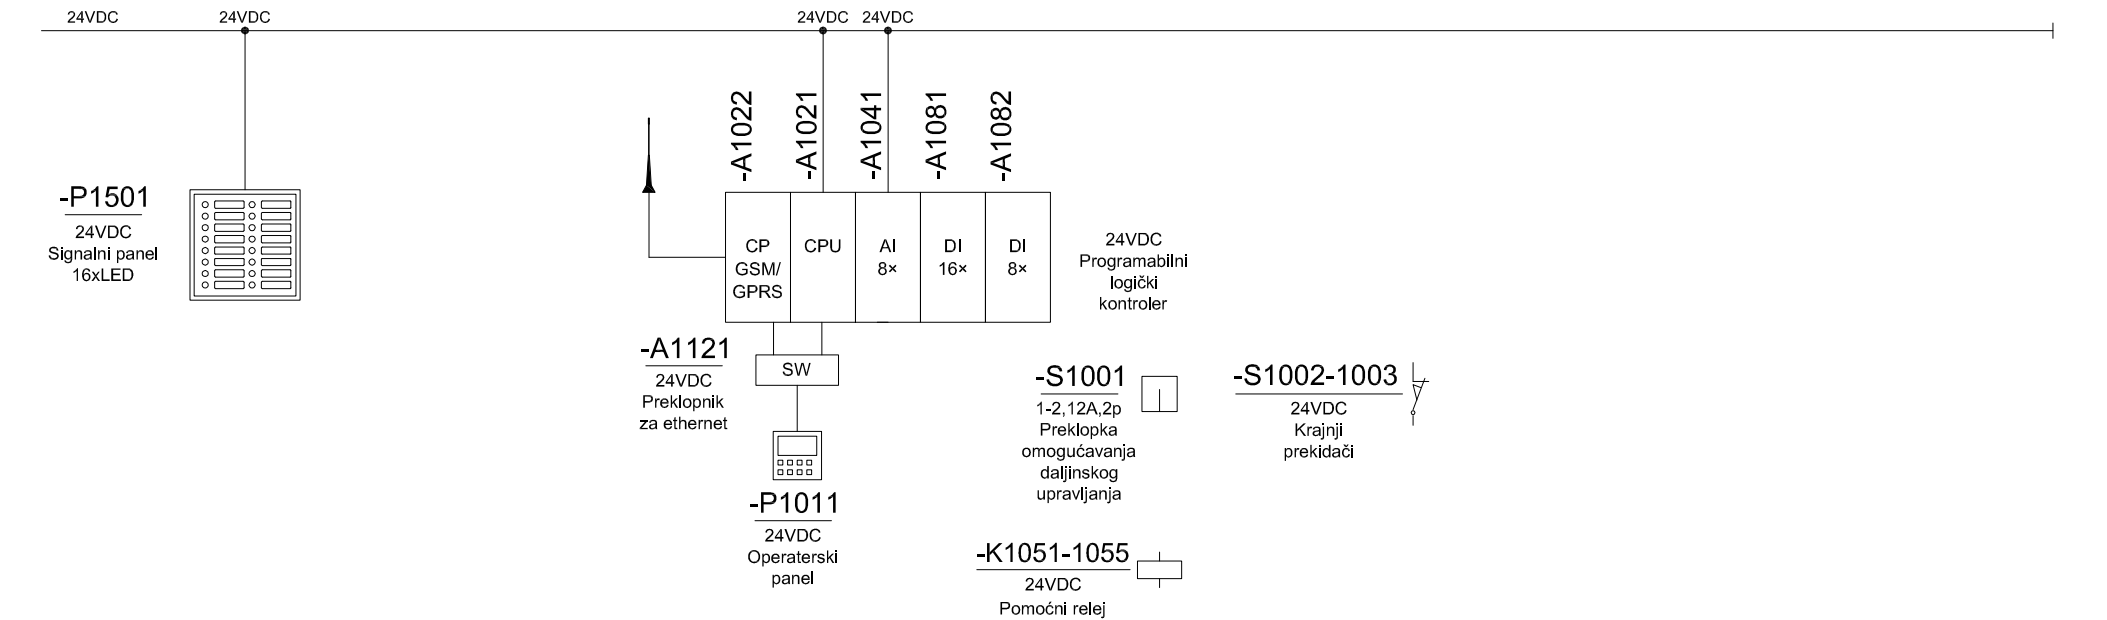 24VDC
24VDC
24VDC
24VDC
-A1022
-A1021
-A1041
-A1081
-A1082
-P1501
24VDC
Signalni panel
16xLED
CP
GSM/
GPRS
CPU
AI
8×
DI
16×
DI
8×
24VDC
Programabilni
logički
kontroler
-A1121
24VDC
Preklopnik
za ethernet
SW
-P1011
24VDC
Operaterski
panel
-S1001
1-2,12A,2p
Preklopka
omogućavanja
daljinskog
upravljanja
-S1002-1003
24VDC
Krajnji
prekidači
-K1051-1055
24VDC
Pomoćni relej